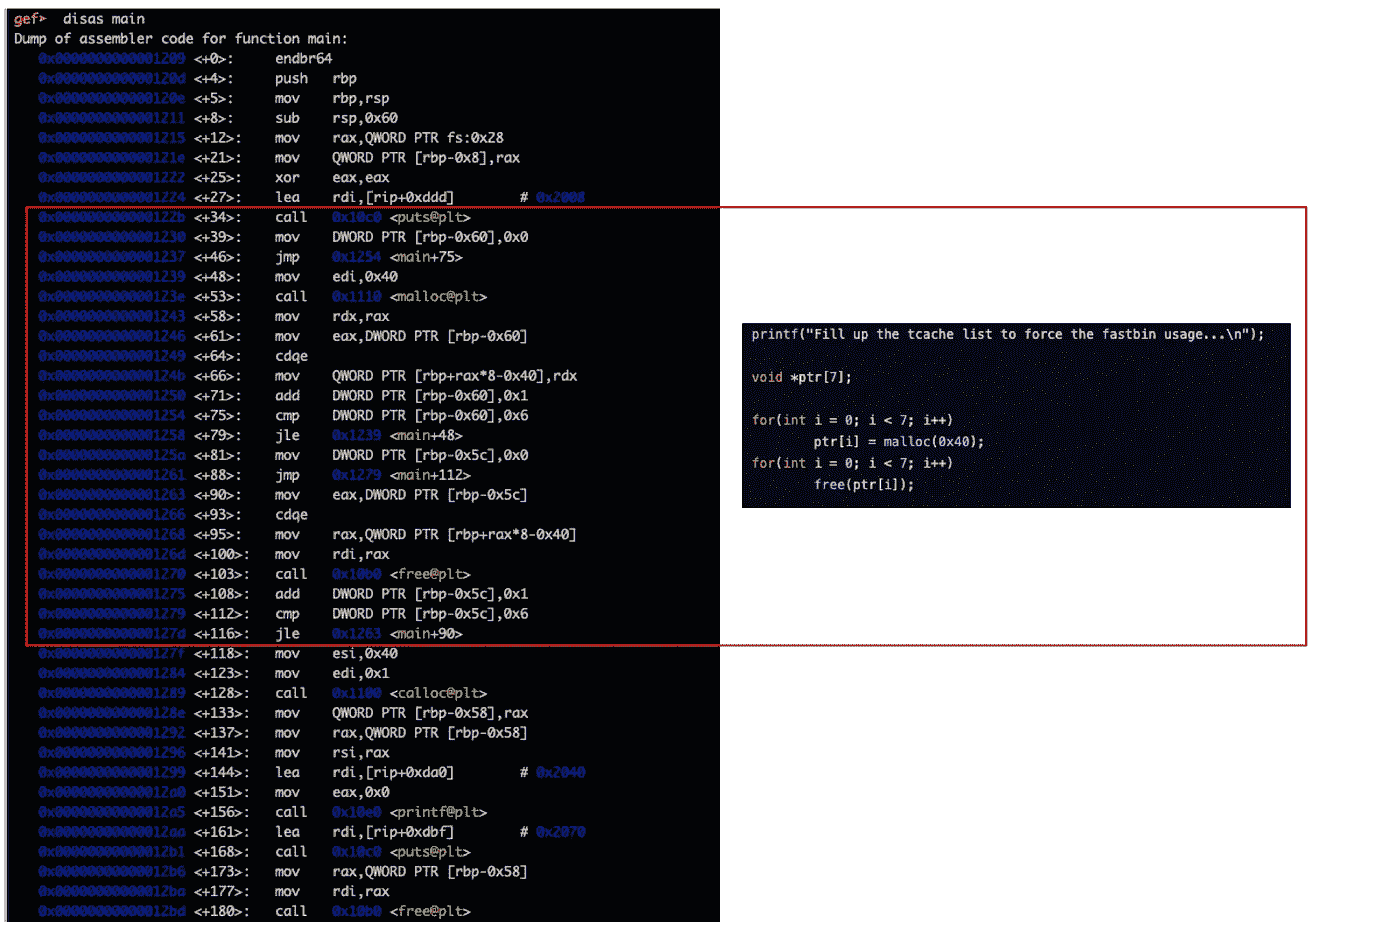 gef➤  disas main
Dump of assembler code for function main:
0x0000000000001209 <+0>: endbr64
0x000000000000120d <+4>: push rbp
0x000000000000120e <+5>: mov rbp,rsp
0x0000000000001211 <+8>: sub rsp,0x60
0x0000000000001215 <+12>: mov rax,QWORD PTR fs:0x28
0x000000000000121e <+21>: mov QWORD PTR [rbp-0x8],rax
0x0000000000001222 <+25>: xor eax,eax
0x0000000000001224 <+27>: lea rdi,[rip+0xddd] # 0x2008
0x000000000000122b <+34>: call 0x10c0 <puts@plt>
0x0000000000001230 <+39>: mov DWORD PTR [rbp-0x60],0x0
0x0000000000001237 <+46>: jmp 0x1254 <main+75>
0x0000000000001239 <+48>: mov edi,0x40
0x000000000000123e <+53>: call 0x1110 <malloc@plt>
0x0000000000001243 <+58>: mov rdx,rax
0x0000000000001246 <+61>: mov eax,DWORD PTR [rbp-0x60]
0x0000000000001249 <+64>: cdqe
0x000000000000124b <+66>: mov QWORD PTR [rbp+rax*8-0x40],rdx
0x0000000000001250 <+71>: add DWORD PTR [rbp-0x60],0x1
0x0000000000001254 <+75>: cmp DWORD PTR [rbp-0x60],0x6
0x0000000000001258 <+79>: jle 0x1239 <main+48>
0x000000000000125a <+81>: mov DWORD PTR [rbp-0x5c],0x0
0x0000000000001261 <+88>: jmp 0x1279 <main+112>
0x0000000000001263 <+90>: mov eax,DWORD PTR [rbp-0x5c]
0x0000000000001266 <+93>: cdqe
0x0000000000001268 <+95>: mov rax,QWORD PTR [rbp+rax*8-0x40]
0x000000000000126d <+100>: mov rdi,rax
0x0000000000001270 <+103>: call 0x10b0 <free@plt>
0x0000000000001275 <+108>: add DWORD PTR [rbp-0x5c],0x1
0x0000000000001279 <+112>: cmp DWORD PTR [rbp-0x5c],0x6
0x000000000000127d <+116>: jle 0x1263 <main+90>
0x000000000000127f <+118>: mov esi,0x40
0x0000000000001284 <+123>: mov edi,0x1
0x0000000000001289 <+128>: call 0x1100 <calloc@plt>
0x000000000000128e <+133>: mov QWORD PTR [rbp-0x58],rax
0x0000000000001292 <+137>: mov rax,QWORD PTR [rbp-0x58]
0x0000000000001296 <+141>: mov rsi,rax
0x0000000000001299 <+144>: lea rdi,[rip+0xda0] # 0x2040
0x00000000000012a0 <+151>: mov eax,0x0
0x00000000000012a5 <+156>: call 0x10e0 <printf@plt>
0x00000000000012aa <+161>: lea rdi,[rip+0xdbf] # 0x2070
0x00000000000012b1 <+168>: call 0x10c0 <puts@plt>
0x00000000000012b6 <+173>: mov rax,QWORD PTR [rbp-0x58]
0x00000000000012ba <+177>: mov rdi,rax
0x00000000000012bd <+180>: call 0x10b0 <free@plt>
printf("Fill up the tcache list to force the fastbin usage...\n");
void *ptr[7];
for(int i = 0; i < 7; i++)
ptr[i] = malloc(0x40);
for(int i = 0; i < 7; i++)
free(ptr[i]);